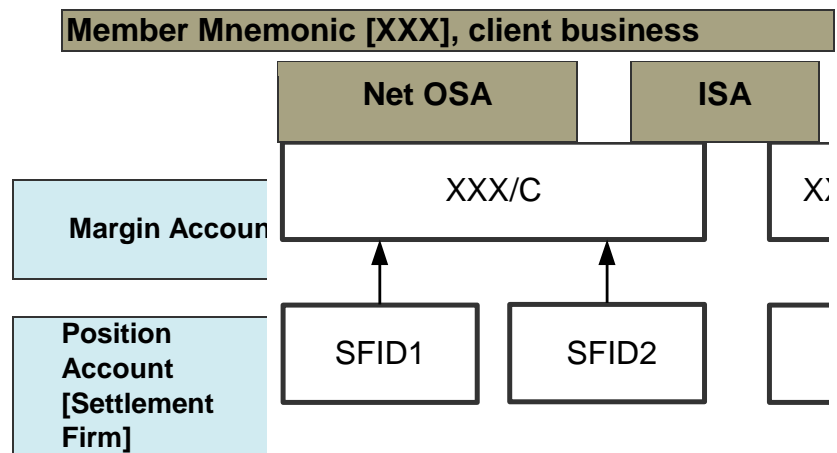 Member Mnemonic [XXX], client business
Net OSA
ISA
XXX/C
Margin Accoun
Position
Account
[Settlement
Firm]
SFID1
SFID2